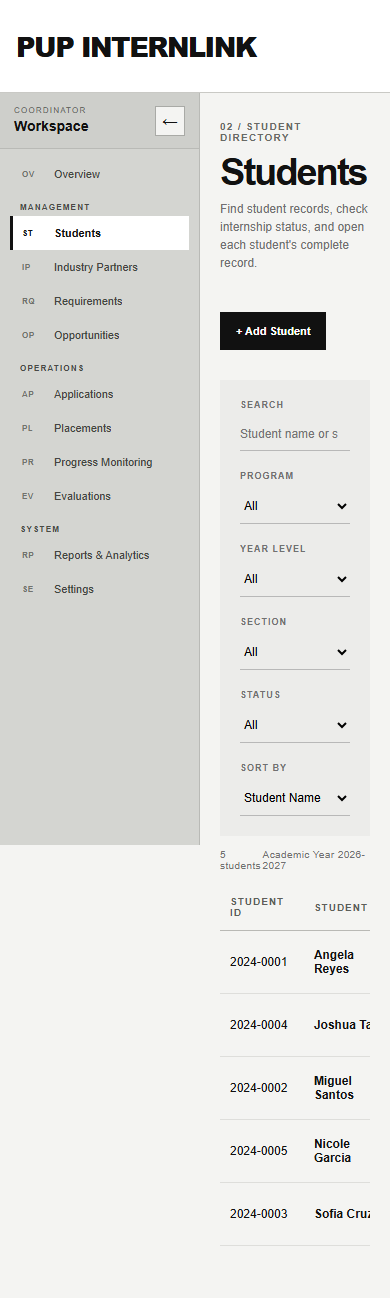 PUP INTERNLINK
COORDINATOR
Workspace
←
OV Overview
MANAGEMENT
ST Students
IP Industry Partners
RQ Requirements
OP Opportunities
OPERATIONS
AP Applications
PL Placements
PR Progress Monitoring
EV Evaluations
SYSTEM
RP Reports & Analytics
SE Settings
02 / STUDENT
DIRECTORY
Students
Find student records, check
internship status, and open
each student's complete
record.
+ Add Student
SEARCH
Student name or s
PROGRAM
All
YEAR LEVEL
All
SECTION
All
STATUS
All
SORT BY
Student Name
5
students
Academic Year 2026-
2027
STUDENT
ID
STUDENT
2024-0001
Angela
Reyes
2024-0004
Joshua Ta
2024-0002
Miguel
Santos
2024-0005
Nicole
Garcia
2024-0003
Sofia Cruz